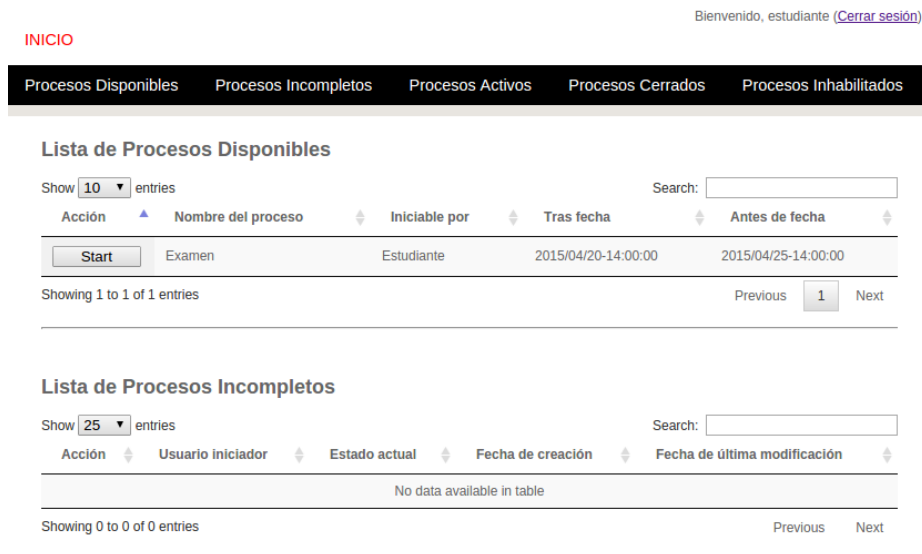 Bienvenido, estudiante (Cerrar sesión)
INICIO
Procesos Disponibles Procesos Incompletos Procesos Activos Procesos Cerrados Procesos Inhabilitados
Lista de Procesos Disponibles
Show 10 entries Search:
Acción Nombre del proceso Iniciable por Tras fecha Antes de fecha
Start Examen Estudiante 2015/04/20-14:00:00 2015/04/25-14:00:00
Showing 1 to 1 of 1 entries Previous 1 Next
Lista de Procesos Incompletos
Show 25 entries Search:
Acción Usuario iniciador Estado actual Fecha de creación Fecha de última modificación
No data available in table
Showing 0 to 0 of 0 entries Previous Next